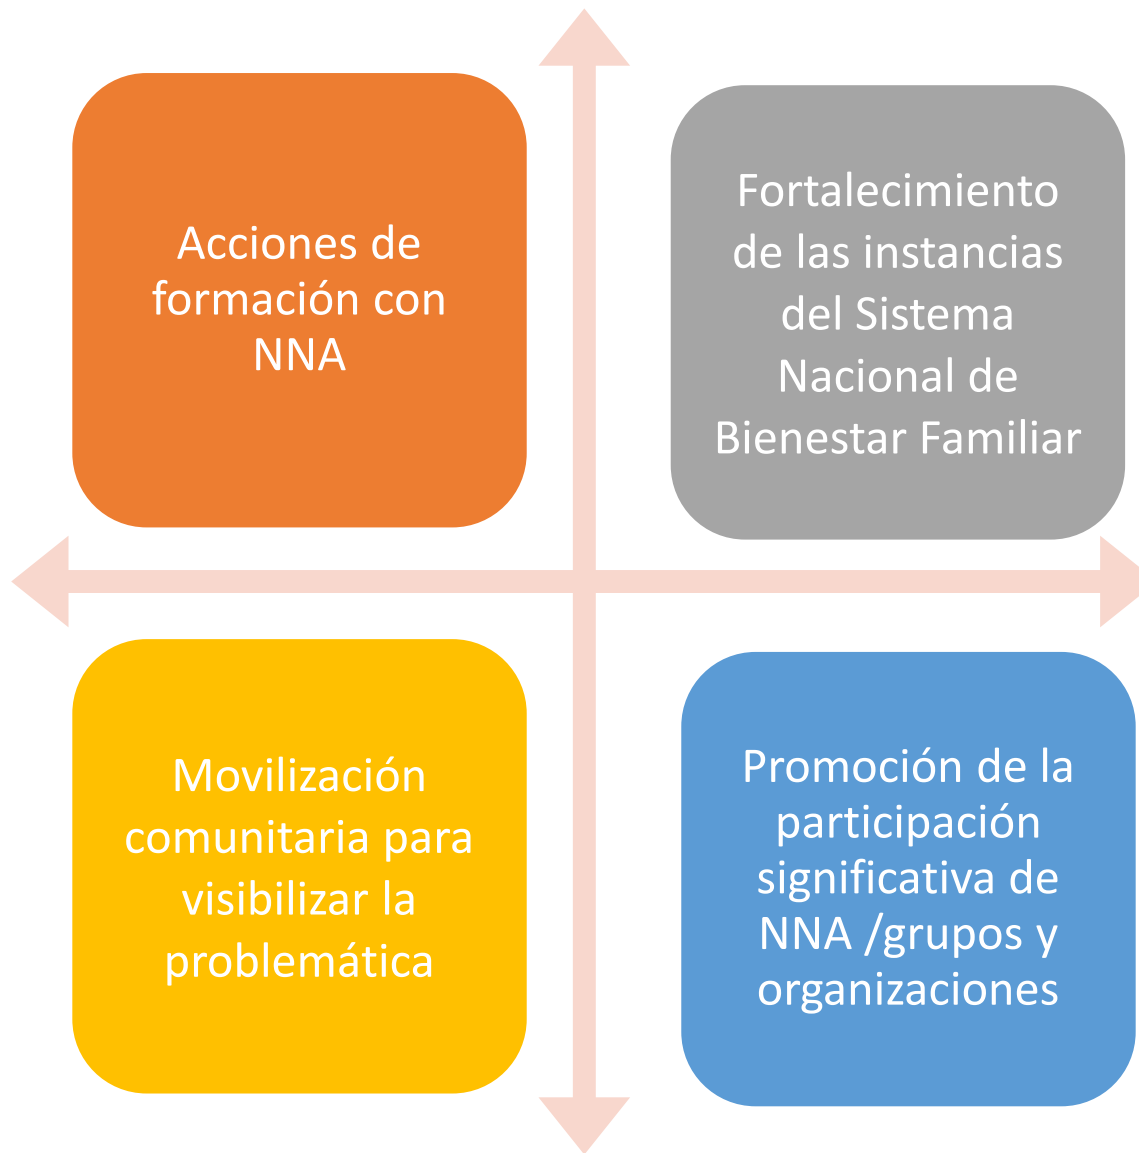 Acciones de
formación con
NNA
Fortalecimiento
de las instancias
del Sistema
Nacional de
Bienestar Familiar
Movilización
comunitaria para
visibilizar la
problemática
Promoción de la
participación
significativa de
NNA /grupos y
organizaciones